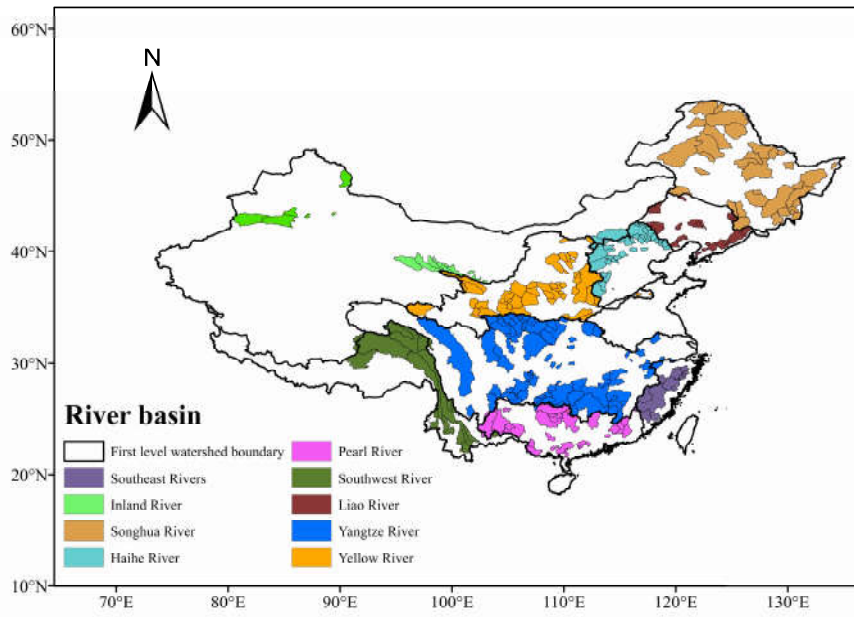 60°N
N
50°N
40°N
30°N
River basin
First level watershed boundary
Pearl River
Southeast Rivers
Southwest River
20°N
Inland River
Liao River
Songhua River
Yangtze River
Haihe River
Yellow River
10°N
70°E
80°E
90°E
100°E
110°E
120°E
130°E